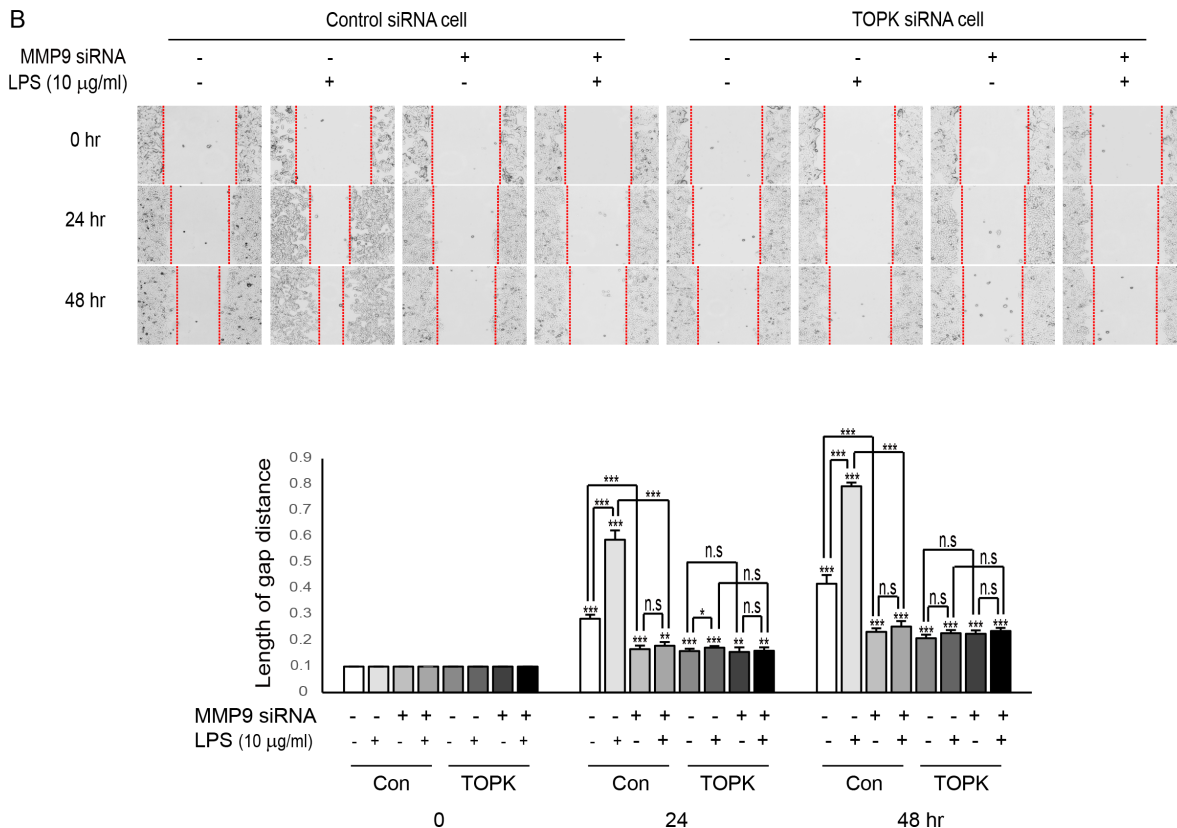 B
Control siRNA cell TOPK siRNA cell
MMP9 siRNA - - + + - - + +
LPS (10 μg/ml) - + - + - + - +
0 hr
24 hr
48 hr
*** ***
*** ***
0.9 ***
*** ***
0.8 ***
0.7 ***
0.6 n.s n.s
0.5 n.s n.s
0.4 *** n.s n.s n.s
0.3 *** n.s * n.s *** *** *** *** *** ***
0.2 *** ** *** *** ** **
0.1
0
Length of gap distance
MMP9 siRNA - - + + - - + + - - + + - - + + - - + + - - + +
LPS (10 μg/ml) - + - + - + - + - + - + - + - + - + - + - + - +
Con TOPK Con TOPK Con TOPK
0 24 48 hr